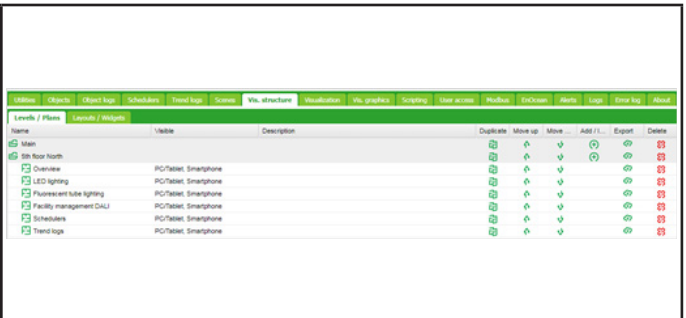 Utilities Objects Object logs Schedulers Trend logs Scenes Vis. structure Visualization Vis. graphics Scripting User access Modbus EnOcean Alerts Logs Error log About
Levels / Plans Layouts / Widgets
Name Visible Description Duplicate Move up Move ... Add / I... Export Delete
Main
5th floor North
Overview PC/Tablet, Smartphone
LED lighting PC/Tablet, Smartphone
Fluorescent tube lighting PC/Tablet, Smartphone
Facility management DALI PC/Tablet, Smartphone
Schedulers PC/Tablet, Smartphone
Trend logs PC/Tablet, Smartphone